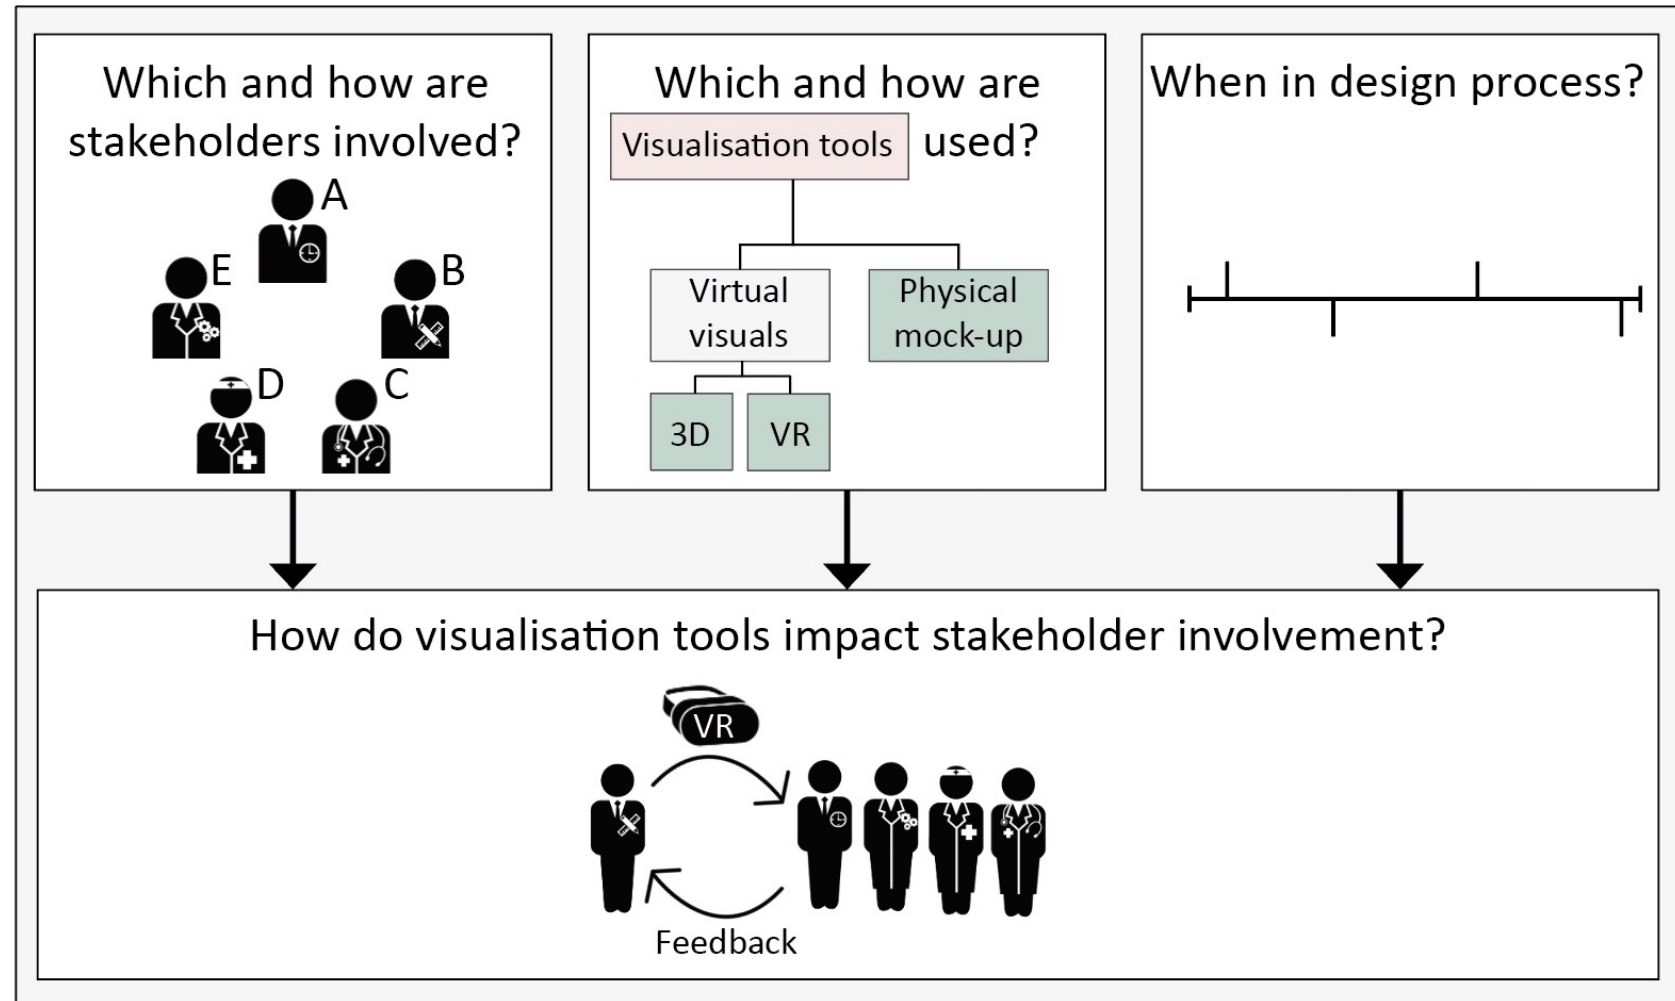 Which and how are
stakeholders involved?
A
E
B
D
C
Which and how are
Visualisation tools used?
Virtual
visuals
Physical
mock-up
3D
VR
When in design process?
How do visualisation tools impact stakeholder involvement?
VR
Feedback